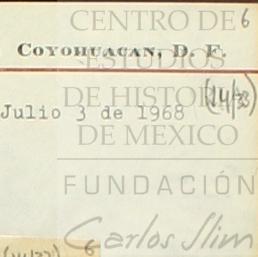 CENTRO DE 6
COYOHUACAN, D. F.
ESTUDIOS
DE HISTORIA
(14/33)
Julio 3 de 1968
DE MEXICO
FUNDACIÓN
Carlos Slim
(14/33) 6